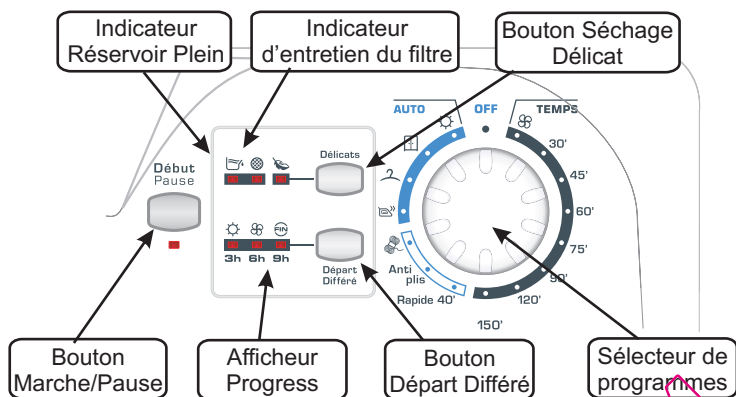 Indicateur
Réservoir Plein
Indicateur
d'entretien du filtre
Bouton Séchage
Délicat
AUTO
OFF
TEMPS
Début
Pause
Délicats
FIN
3h 6h 9h
Départ
Différé
30'
45'
60'
75'
90'
120'
150'
Anti
plis
Rapide 40'
Bouton
Marche/Pause
Afficheur
Progress
Bouton
Départ Différé
Sélecteur de
programmes